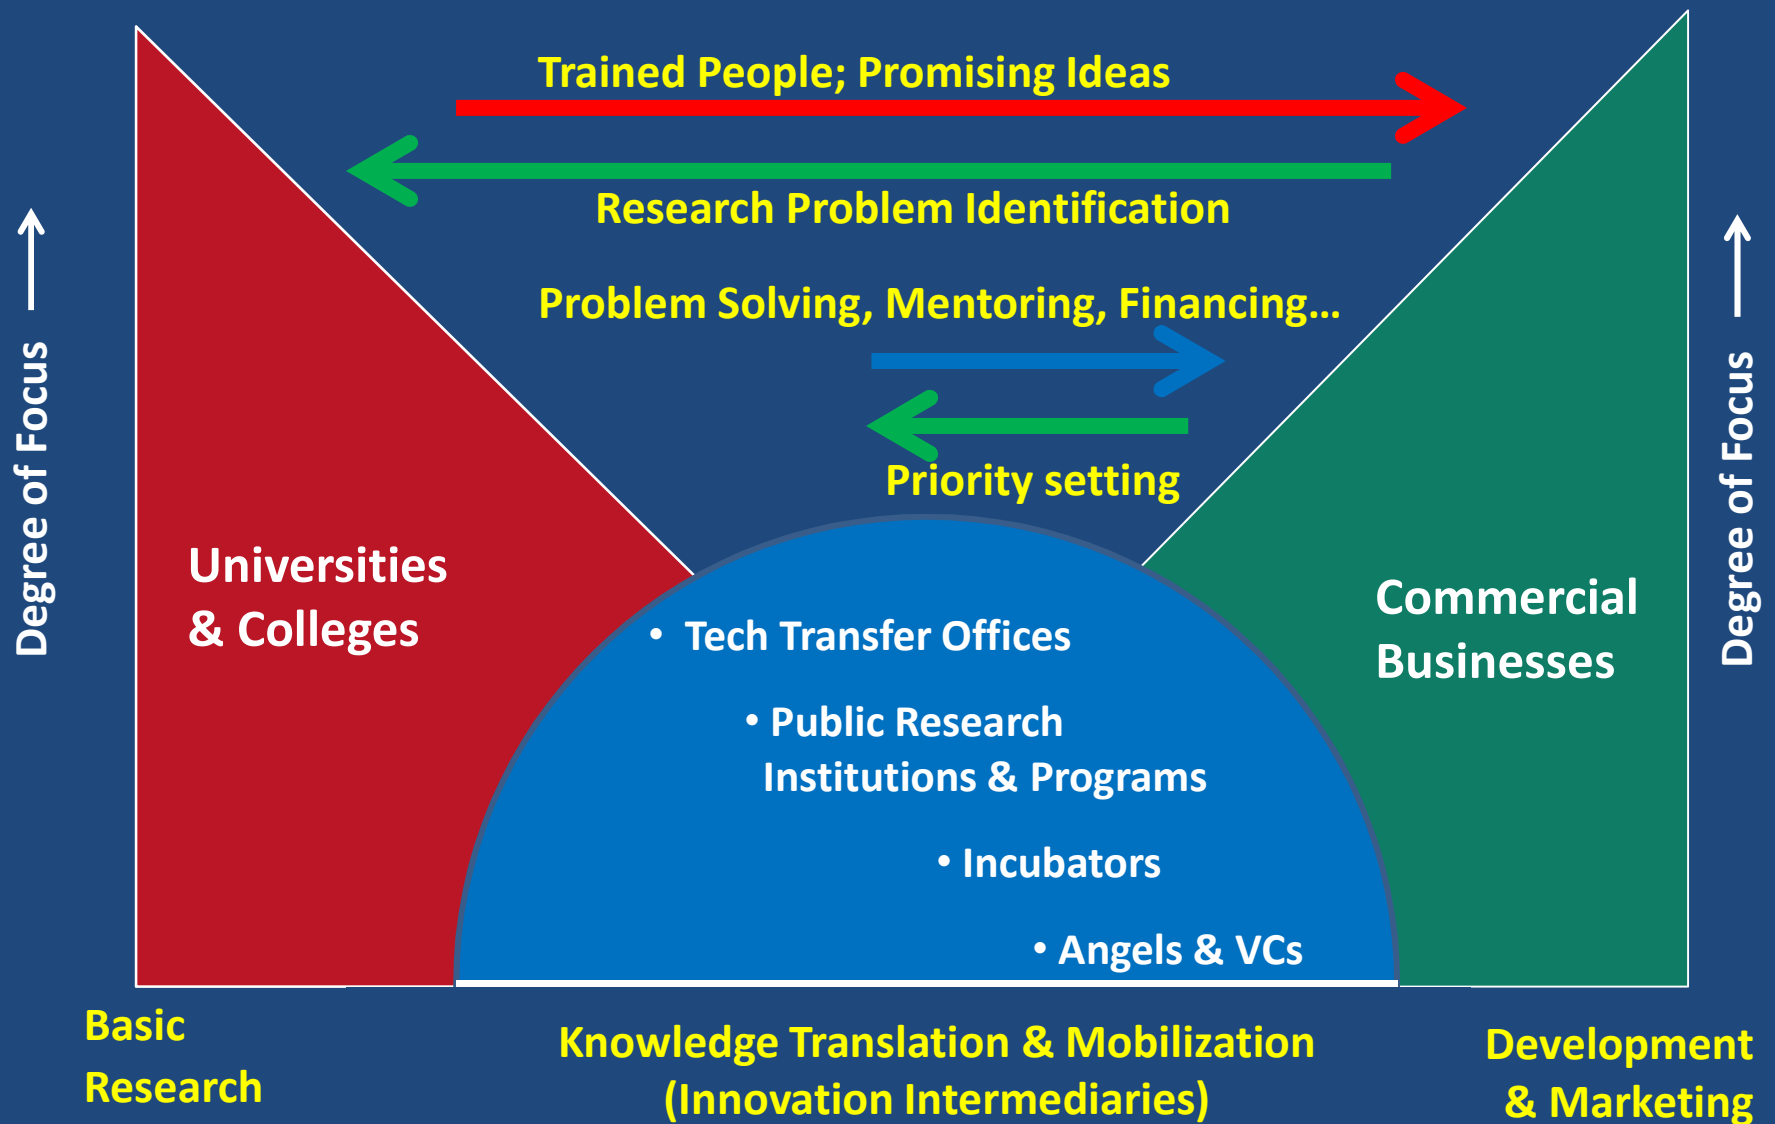 Trained People; Promising Ideas
Research Problem Identification
Problem Solving, Mentoring, Financing...
Priority setting
Degree of Focus
Degree of Focus
Universities
& Colleges
Commercial
Businesses
• Tech Transfer Offices
• Public Research
Institutions & Programs
• Incubators
• Angels & VCs
Basic
Research
Knowledge Translation & Mobilization
(Innovation Intermediaries)
Development
& Marketing